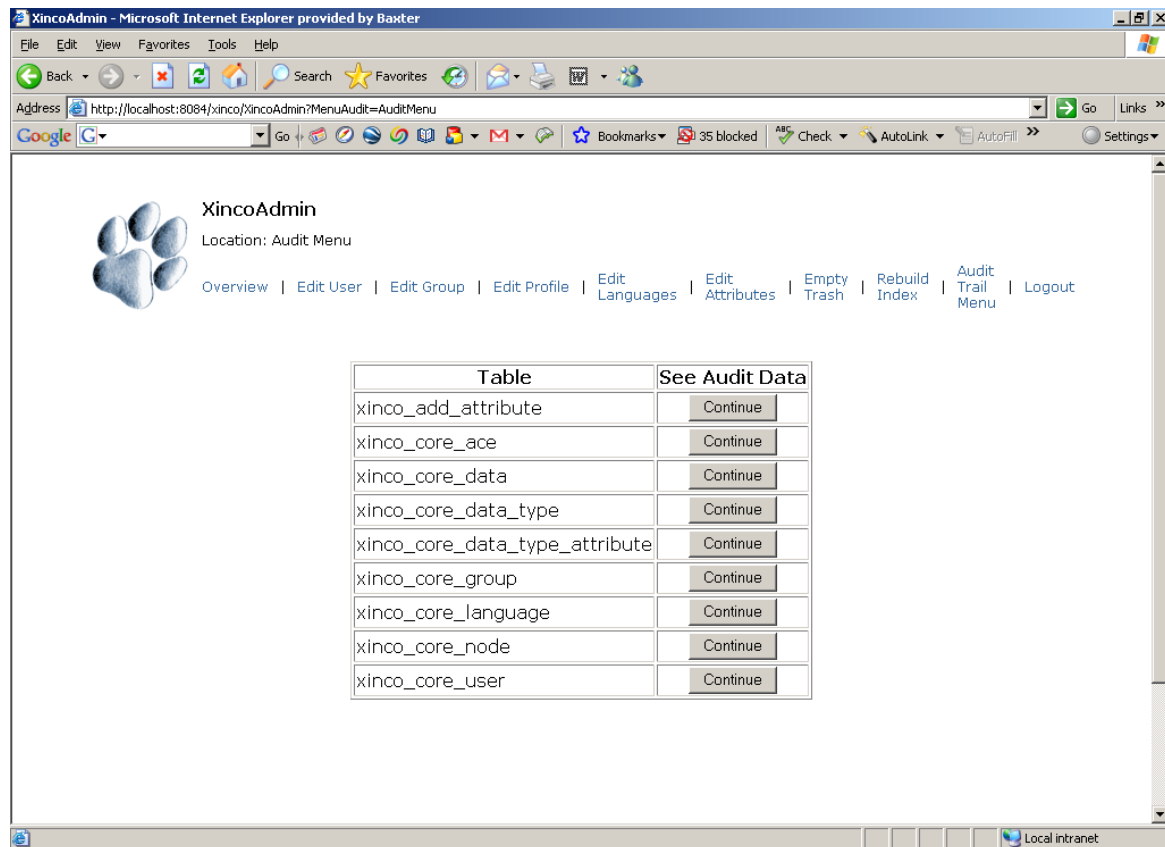 XincoAdmin - Microsoft Internet Explorer provided by Baxter
File Edit View Favorites Tools Help
Back Search Favorites
Address http://localhost:8084/xinco/XincoAdmin?MenuAudit=AuditMenu Go Links »
Google G Go Bookmarks 35 blocked ABC Check AutoLink AutoFill » Settings
XincoAdmin
Location: Audit Menu
Overview | Edit User | Edit Group | Edit Profile | Edit Languages | Edit Attributes | Empty Trash | Rebuild Index | Audit Trail Menu | Logout
Table See Audit Data
xinco_add_attribute Continue
xinco_core_ace Continue
xinco_core_data Continue
xinco_core_data_type Continue
xinco_core_data_type_attribute Continue
xinco_core_group Continue
xinco_core_language Continue
xinco_core_node Continue
xinco_core_user Continue
Local intranet